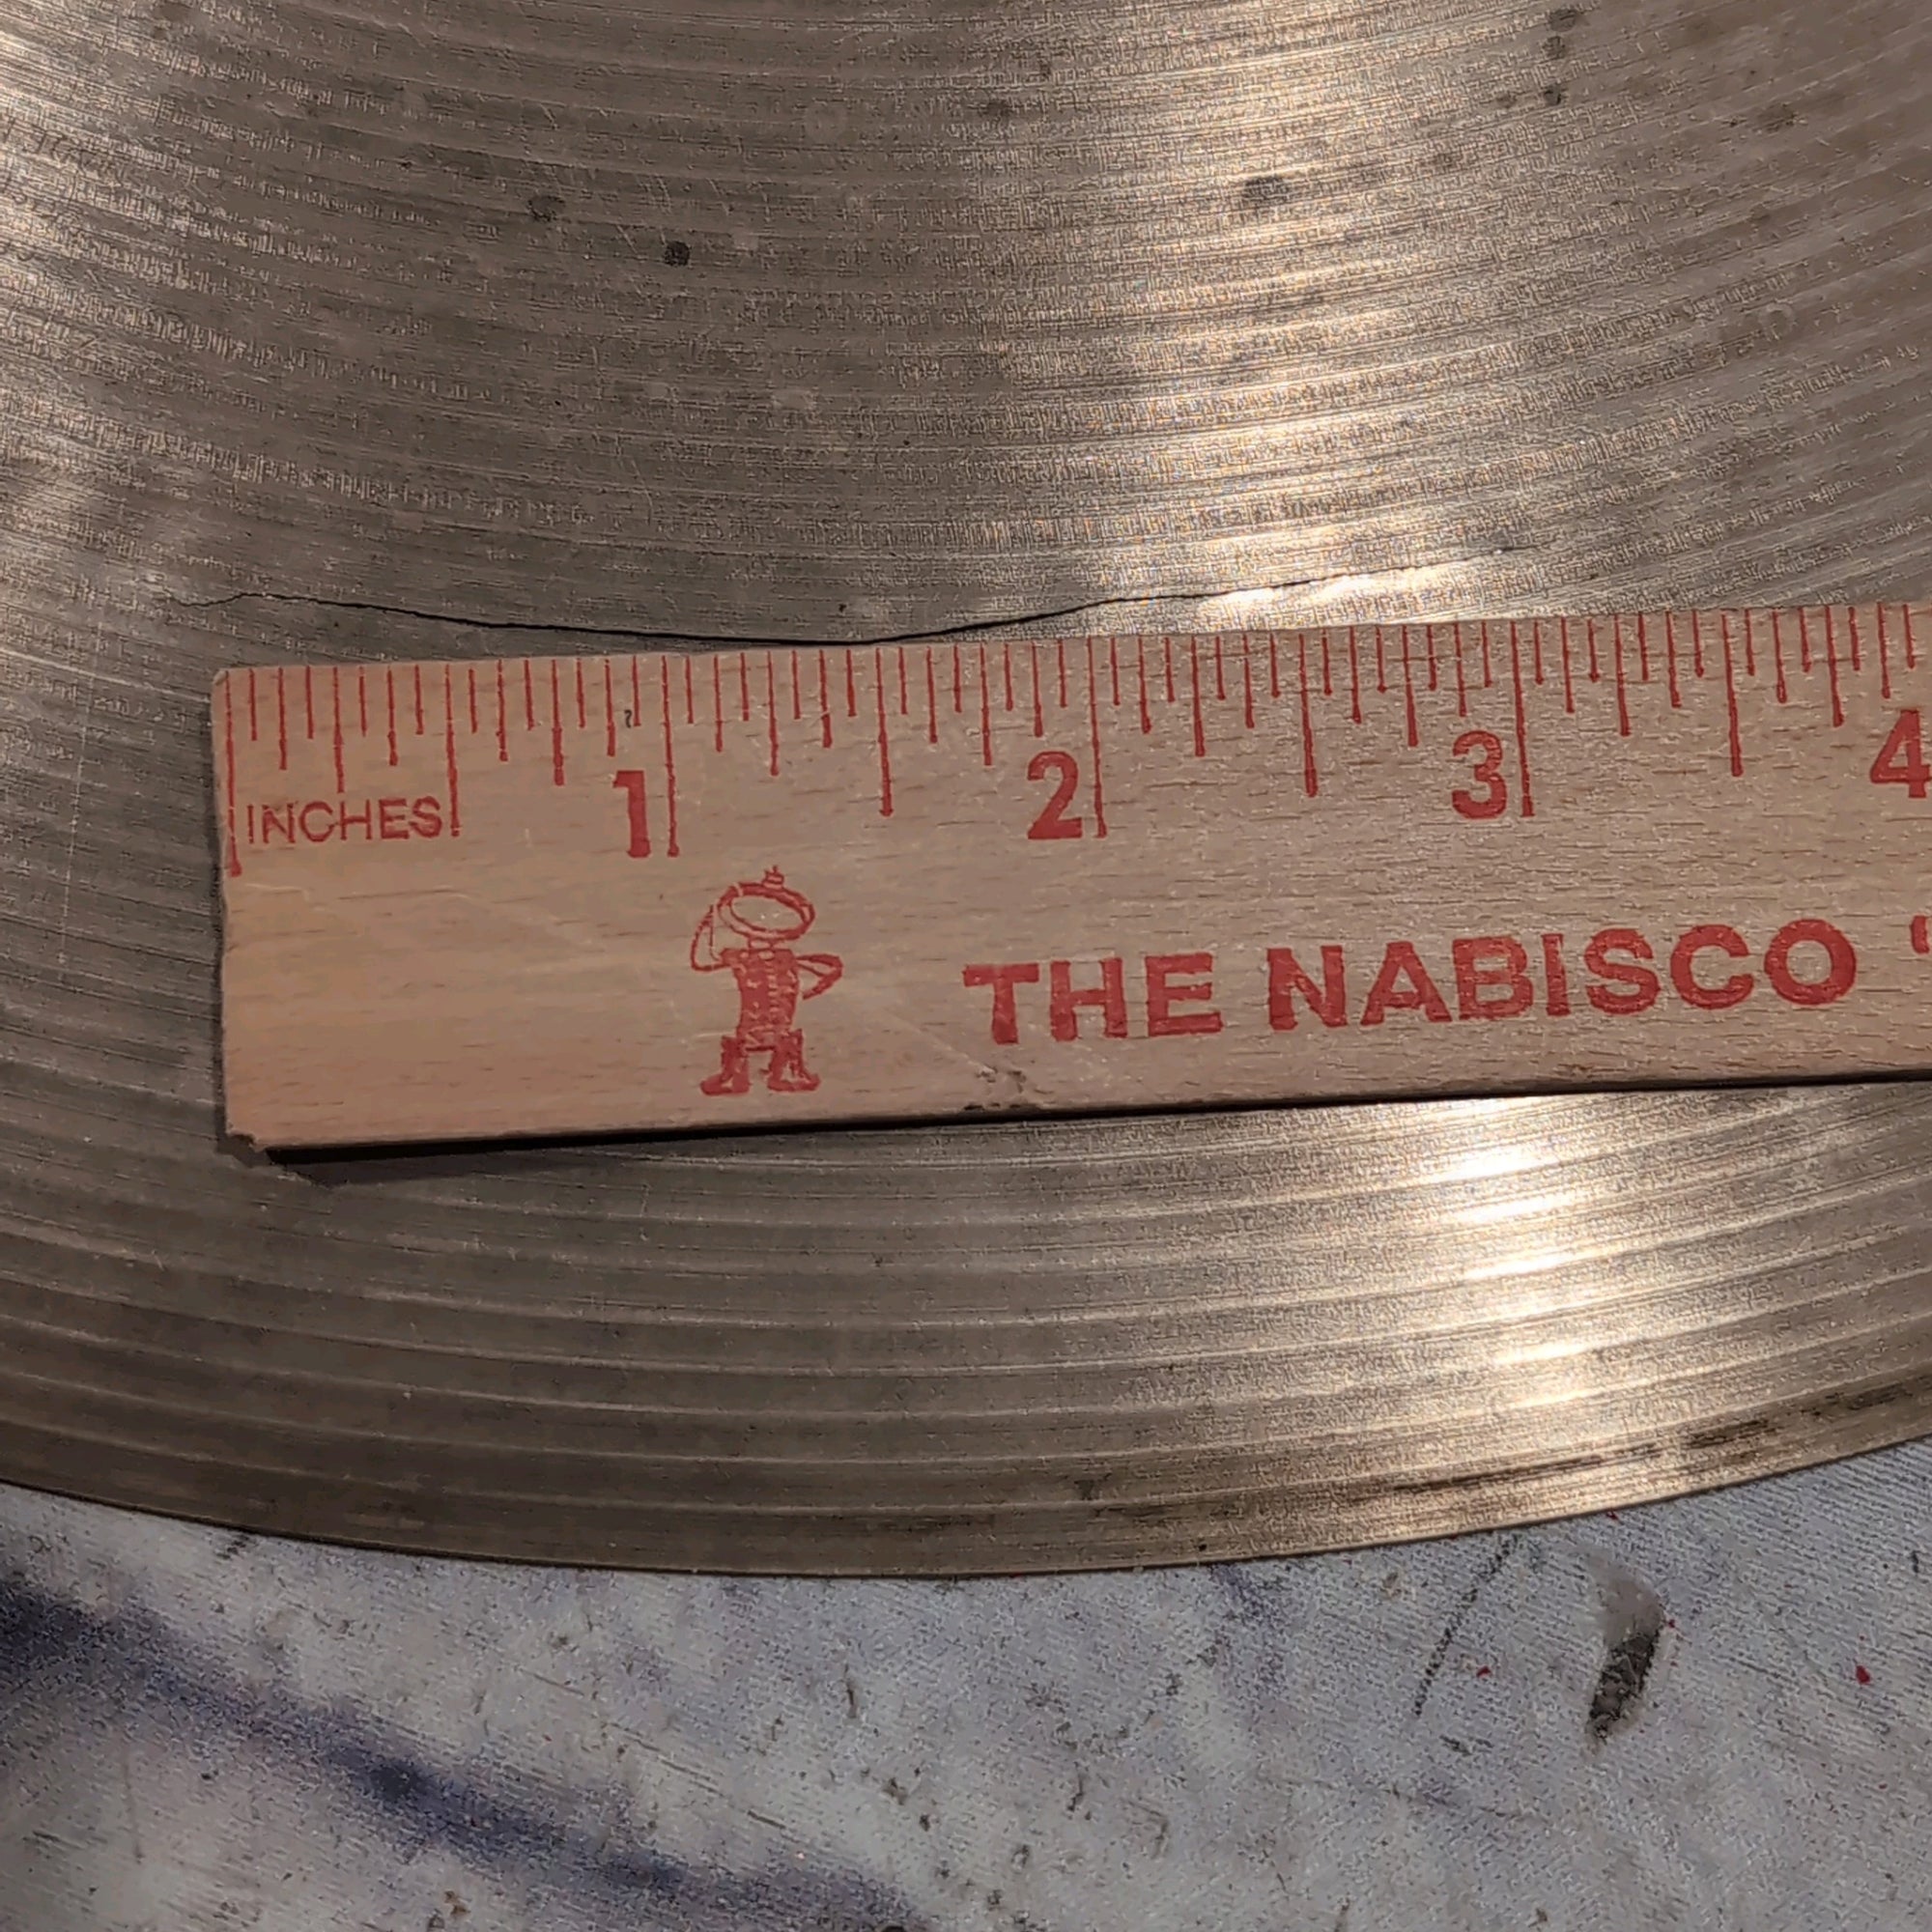 1 2 3 4
INCHES
THE NABISCO